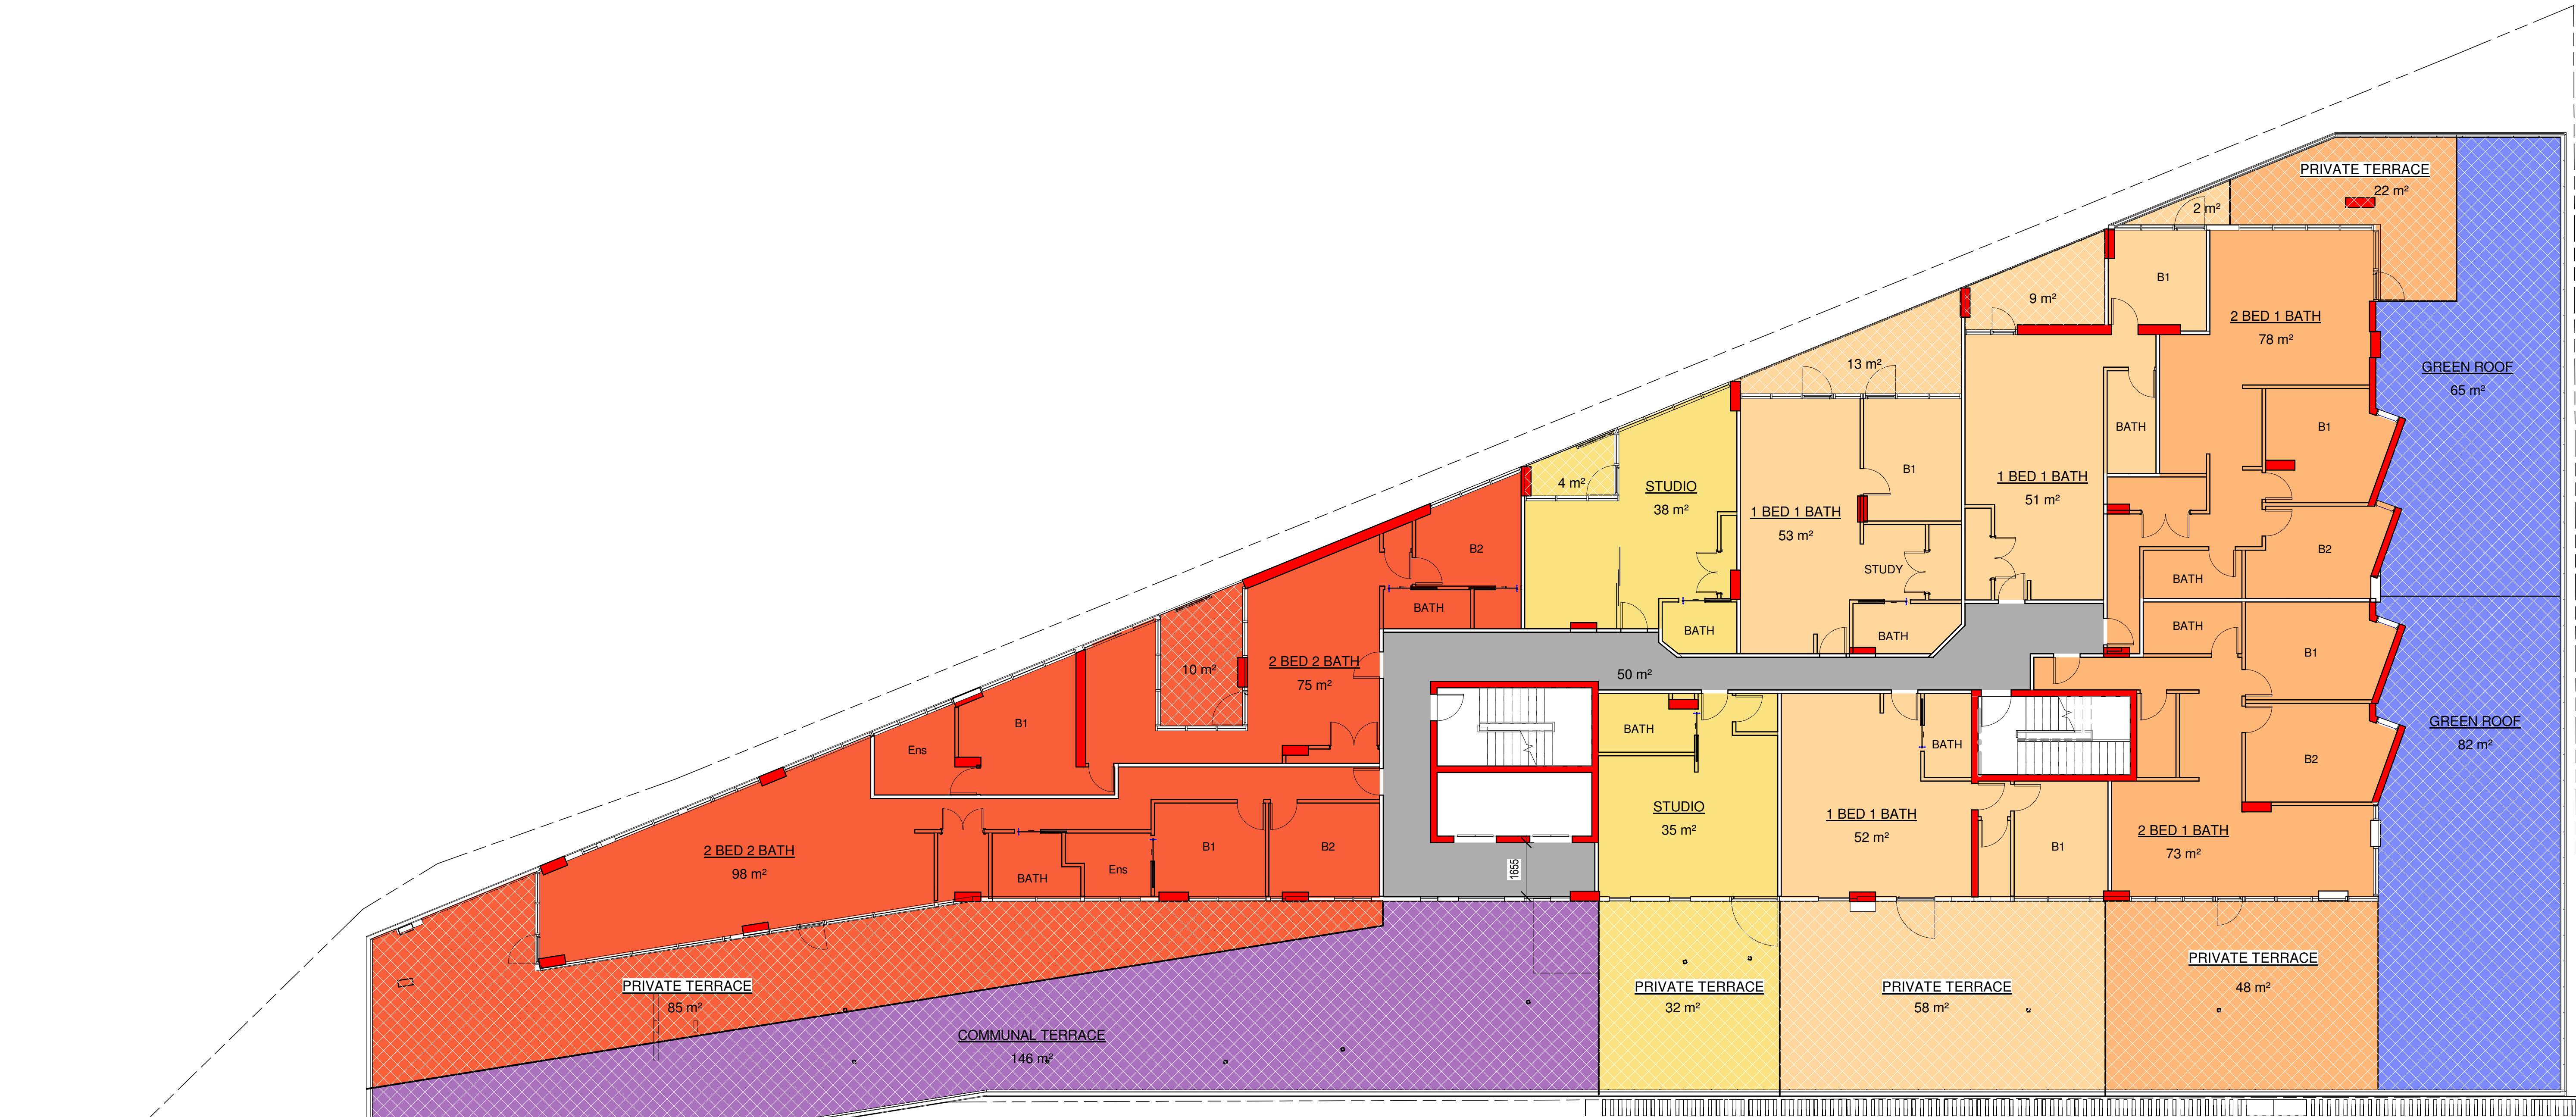 PRIVATE TERRACE
22 m²
2 m²
B1
9 m²
2 BED 1 BATH
78 m²
GREEN ROOF
65 m²
13 m²
B1
BATH
B1
1 BED 1 BATH
51 m²
4 m²
STUDIO
38 m²
1 BED 1 BATH
53 m²
B2
B2
STUDY
BATH
BATH
BATH
BATH
BATH
B1
2 BED 2 BATH
75 m²
10 m²
50 m²
B1
Ens
BATH
BATH
GREEN ROOF
82 m²
B2
STUDIO
35 m²
1 BED 1 BATH
52 m²
2 BED 1 BATH
73 m²
2 BED 2 BATH
98 m²
B1
B2
B1
Ens
BATH
1655
PRIVATE TERRACE
85 m²
PRIVATE TERRACE
32 m²
PRIVATE TERRACE
58 m²
PRIVATE TERRACE
48 m²
COMMUNAL TERRACE
146 m²